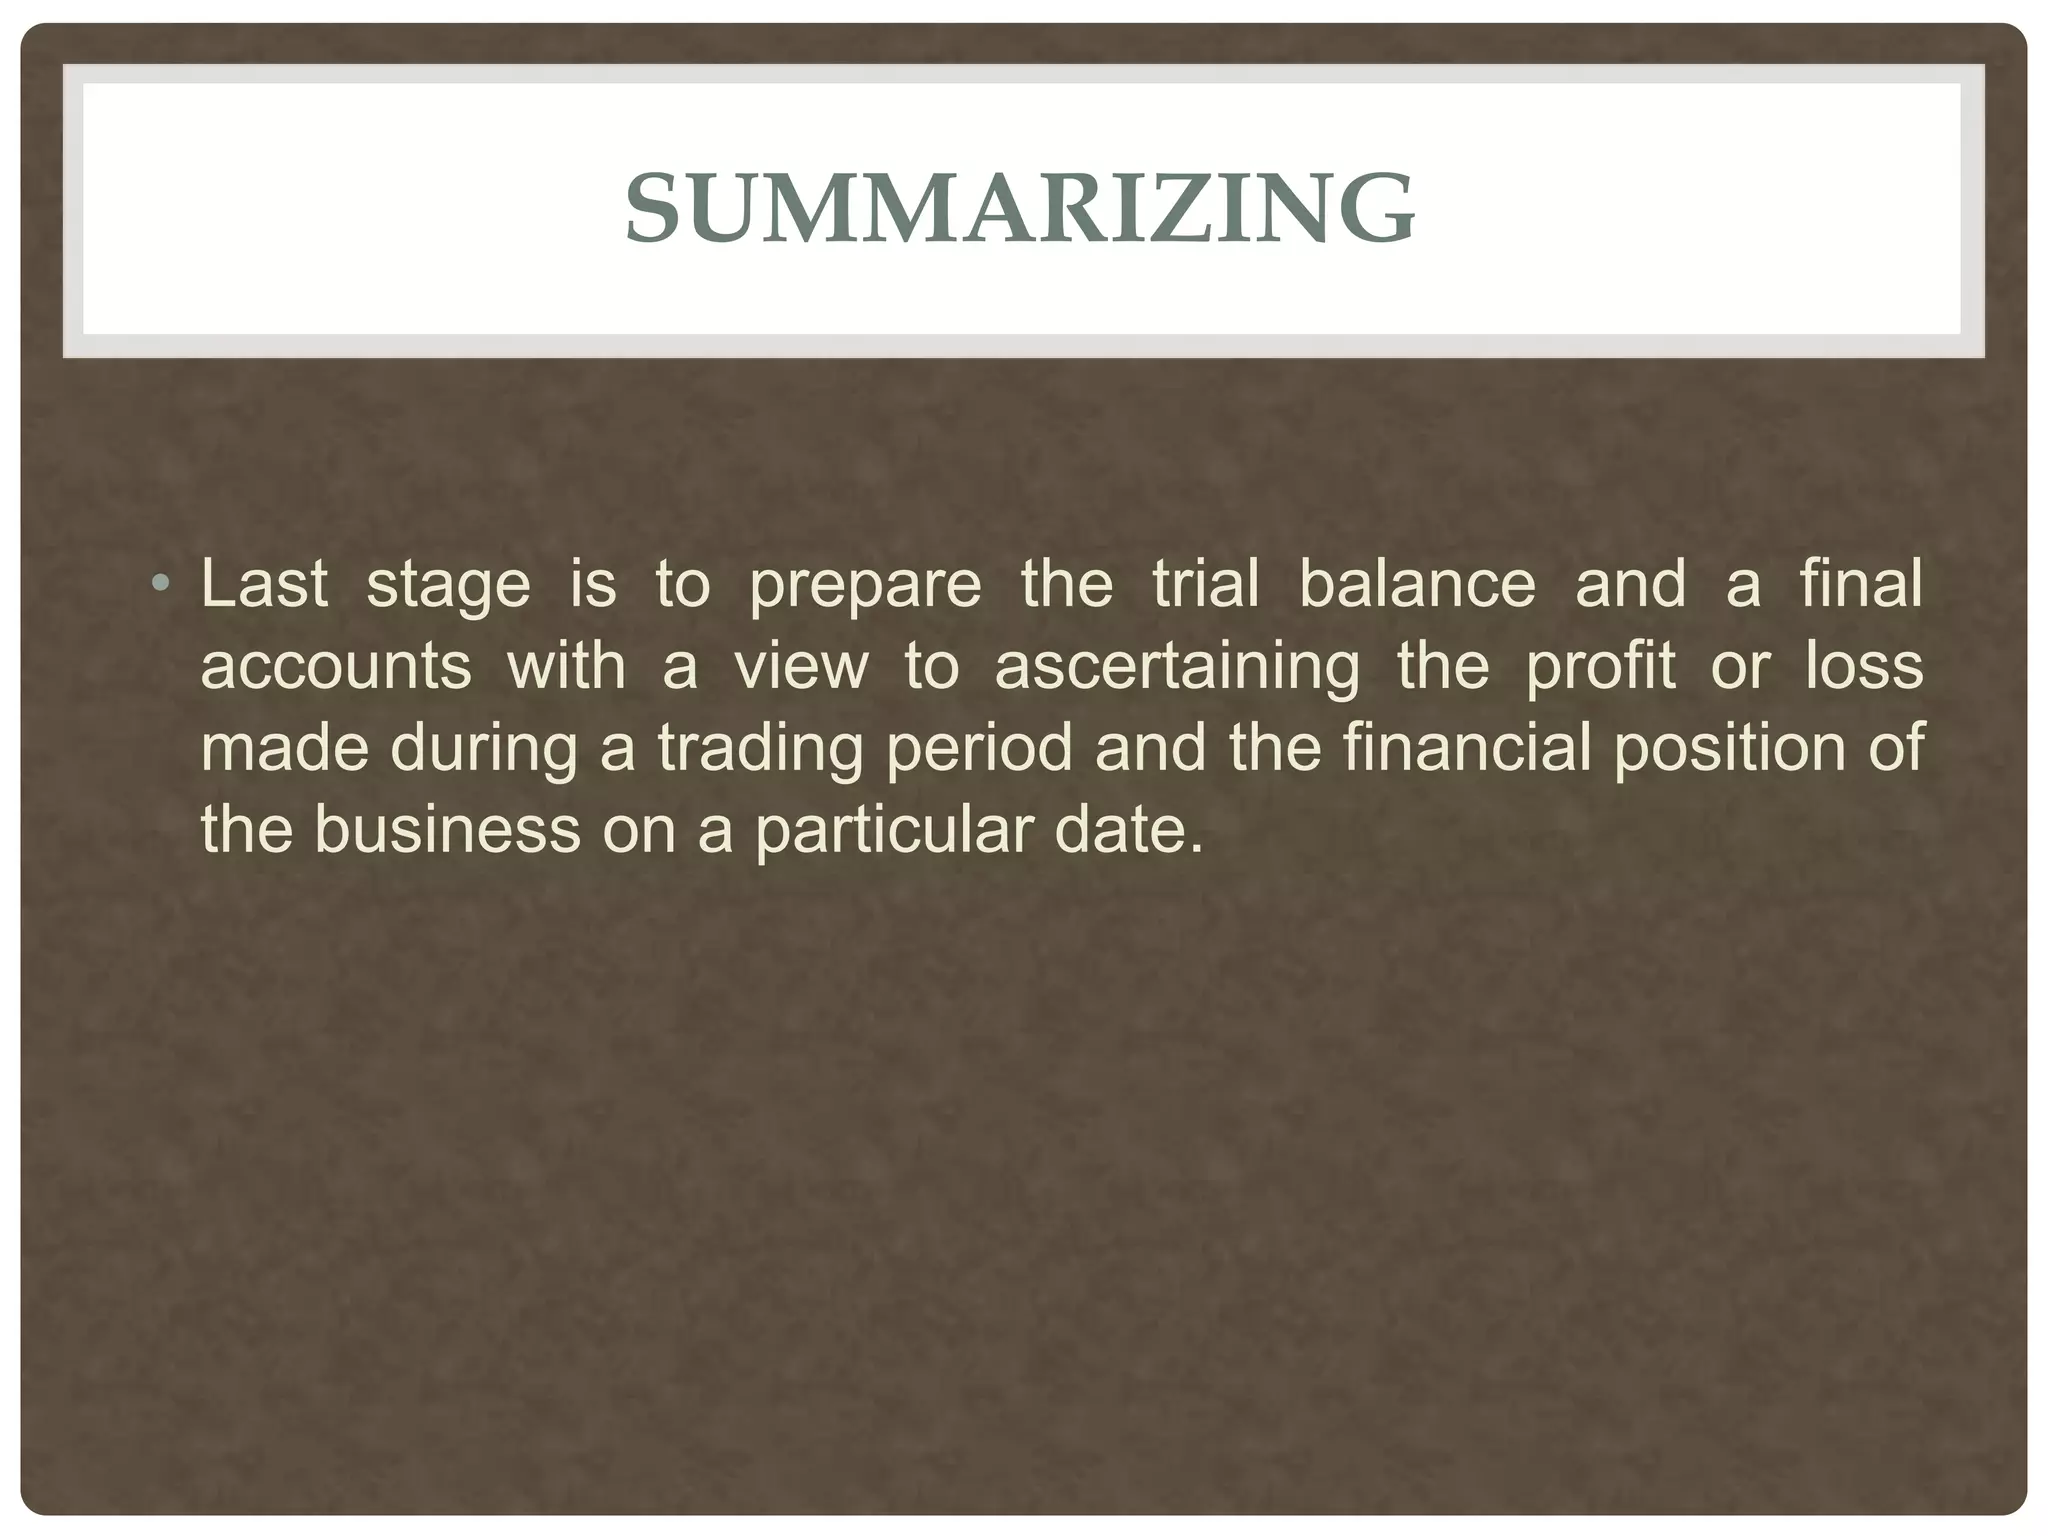 SUMMARIZING
• Last stage is to prepare the trial balance and a final
accounts with a view to ascertaining the profit or loss
made during a trading period and the financial position of
the business on a particular date.